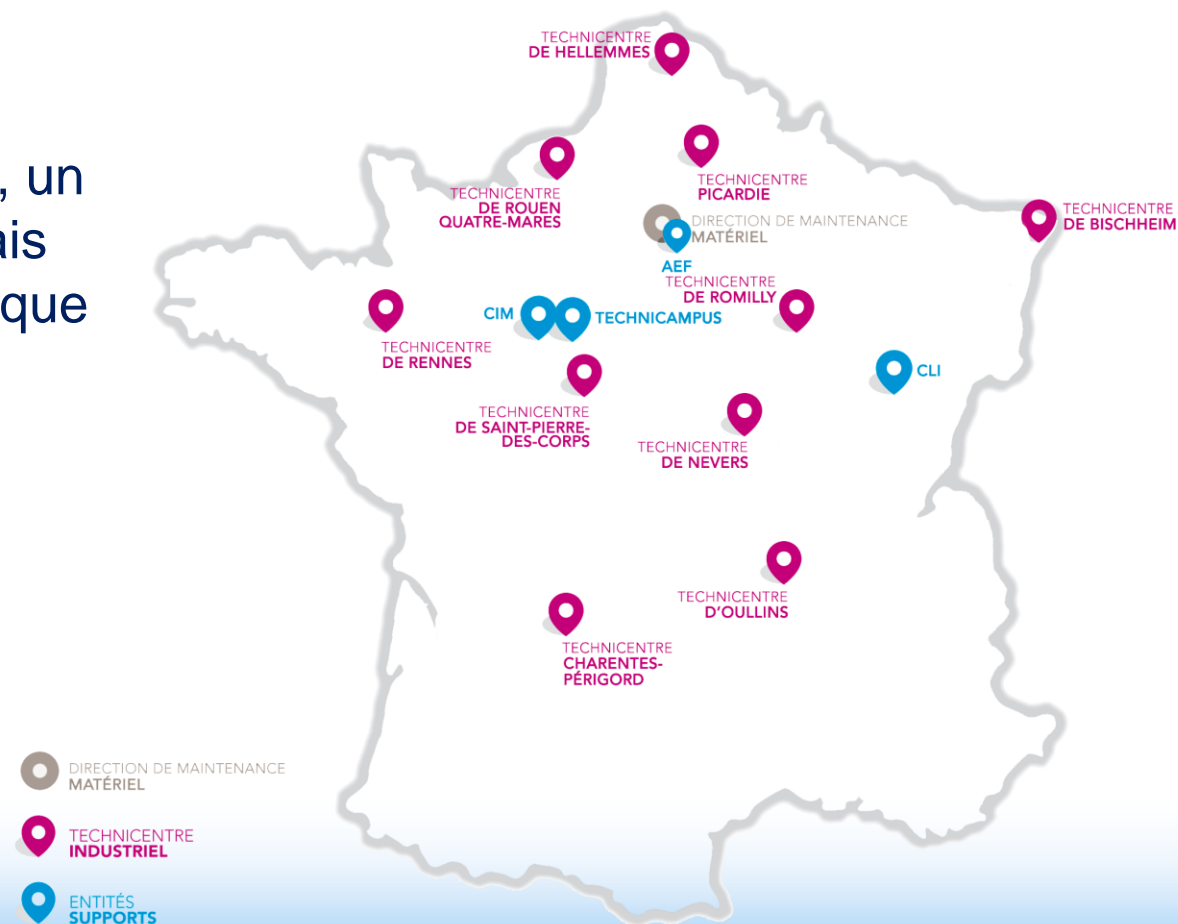 , un
ais
que
TECHNICENTRE
DE HELLEMMES
TECHNICENTRE
DE ROUEN
QUATRE-MARES
TECHNICENTRE
PICARDIE
DIRECTION DE MAINTENANCE
MATÉRIEL
AEF
TECHNICENTRE
DE BISCHHEIM
TECHNICENTRE
DE ROMILLY
TECHNICENTRE
DE RENNES
CIM
TECHNICAMPUS
CLI
TECHNICENTRE
DE SAINT-PIERRE-
DES-CORPS
TECHNICENTRE
DE NEVERS
TECHNICENTRE
D'OULLINS
TECHNICENTRE
CHARENTES-
PÉRIGORD
DIRECTION DE MAINTENANCE
MATÉRIEL
TECHNICENTRE
INDUSTRIEL
ENTITÉS
SUPPORTS